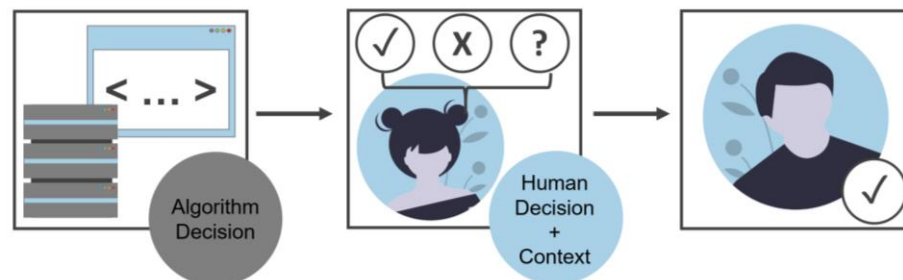 < ... >
Algorithm
Decision
✓ X ?
Human
Decision
+
Context
✓